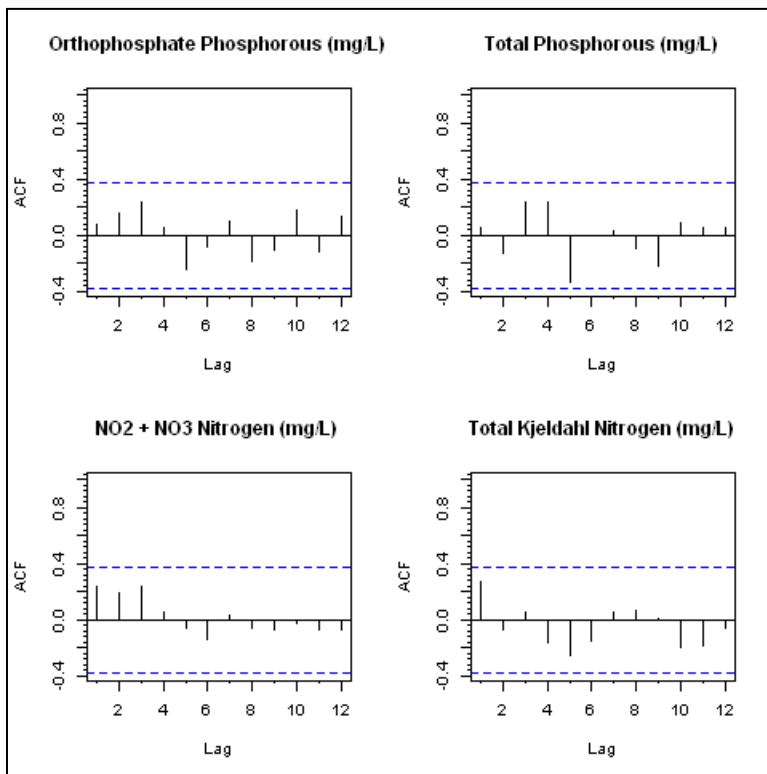 Orthophosphate Phosphorous (mg/L)
ACF
0.8
0.4
0.0
-0.4
2 4 6 8 10 12
Lag
Total Phosphorous (mg/L)
ACF
0.8
0.4
0.0
-0.4
2 4 6 8 10 12
Lag
NO2 + NO3 Nitrogen (mg/L)
ACF
0.8
0.4
0.0
-0.4
2 4 6 8 10 12
Lag
Total Kjeldahl Nitrogen (mg/L)
ACF
0.8
0.4
0.0
-0.4
2 4 6 8 10 12
Lag